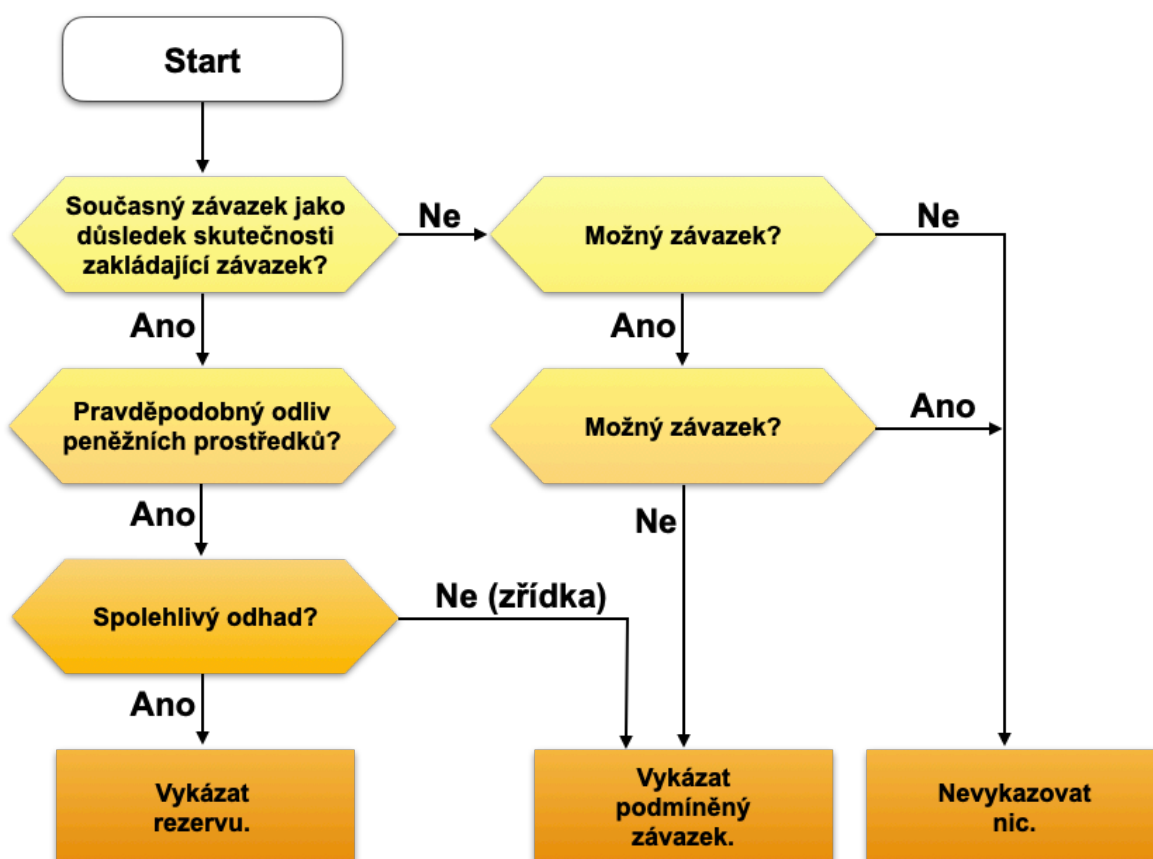 Start
Současný závazek jako
důsledek skutečnosti
zakládající závazek?
Ne
Možný závazek?
Ne
Ano
Ano
Pravděpodobný odliv
peněžních prostředků?
Možný závazek?
Ano
Ano
Ne
Spolehlivý odhad?
Ne (zřídka)
Ano
Vykázat
rezervu.
Vykázat
podmíněný
závazek.
Nevykazovat
nic.